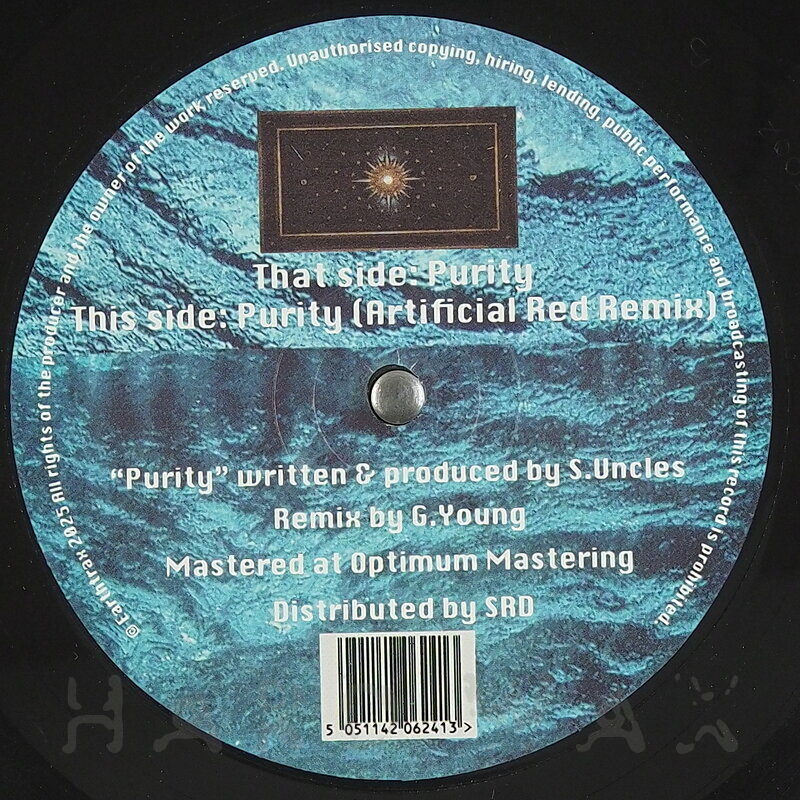 ©Earthtrax 2025 All rights of the producer and the owner of the work reserved. Unauthorised copying, hiring, lending, public performance and broadcasting of this record is prohibited.
That side: Purity
This side: Purity (Artificial Red Remix)
“Purity” written & produced by S.Uncles
Remix by G.Young
Mastered at Optimum Mastering
Distributed by SRD
5 051142 062413 >